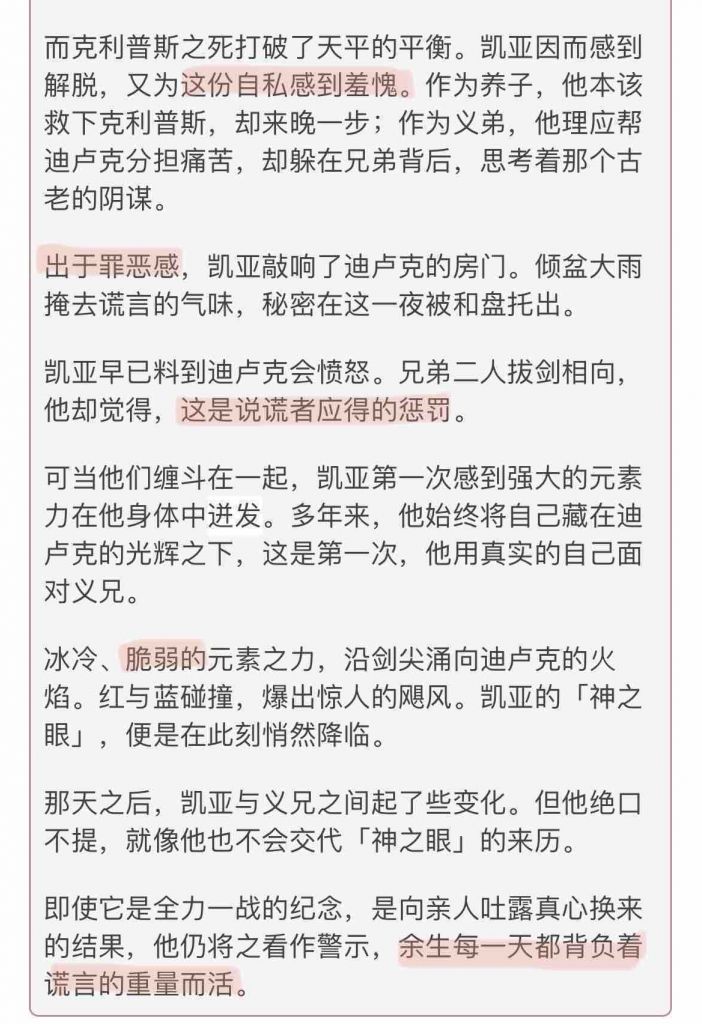 而克利普斯之死打破了天平的平衡。凯亚因而感到
解脱，又为这份自私感到羞愧。作为养子，他本该
救下克利普斯，却来晚一步；作为义弟，他理应帮
迪卢克分担痛苦，却躲在兄弟背后，思考着那个古
老的阴谋。
出于罪恶感，凯亚敲响了迪卢克的房门。倾盆大雨
掩去谎言的气味，秘密在这一夜被和盘托出。
凯亚早已料到迪卢克会愤怒。兄弟二人拔剑相向，
他却觉得，这是说谎者应得的惩罚。
可当他们缠斗在一起，凯亚第一次感到强大的元素
力在他身体中迸发。多年来，他始终将自己藏在迪
卢克的光辉之下，这是第一次，他用真实的自己面
对义兄。
冰冷、脆弱的元素之力，沿剑尖涌向迪卢克的火
焰。红与蓝碰撞，爆出惊人的飓风。凯亚的「神之
眼」，便是在此刻悄然降临。
那天之后，凯亚与义兄之间起了些变化。但他绝口
不提，就像他也不会交代「神之眼」的来历。
即使它是全力一战的纪念，是向亲人吐露真心换来
的结果，他仍将之看作警示，余生每一天都背负着
谎言的重量而活。